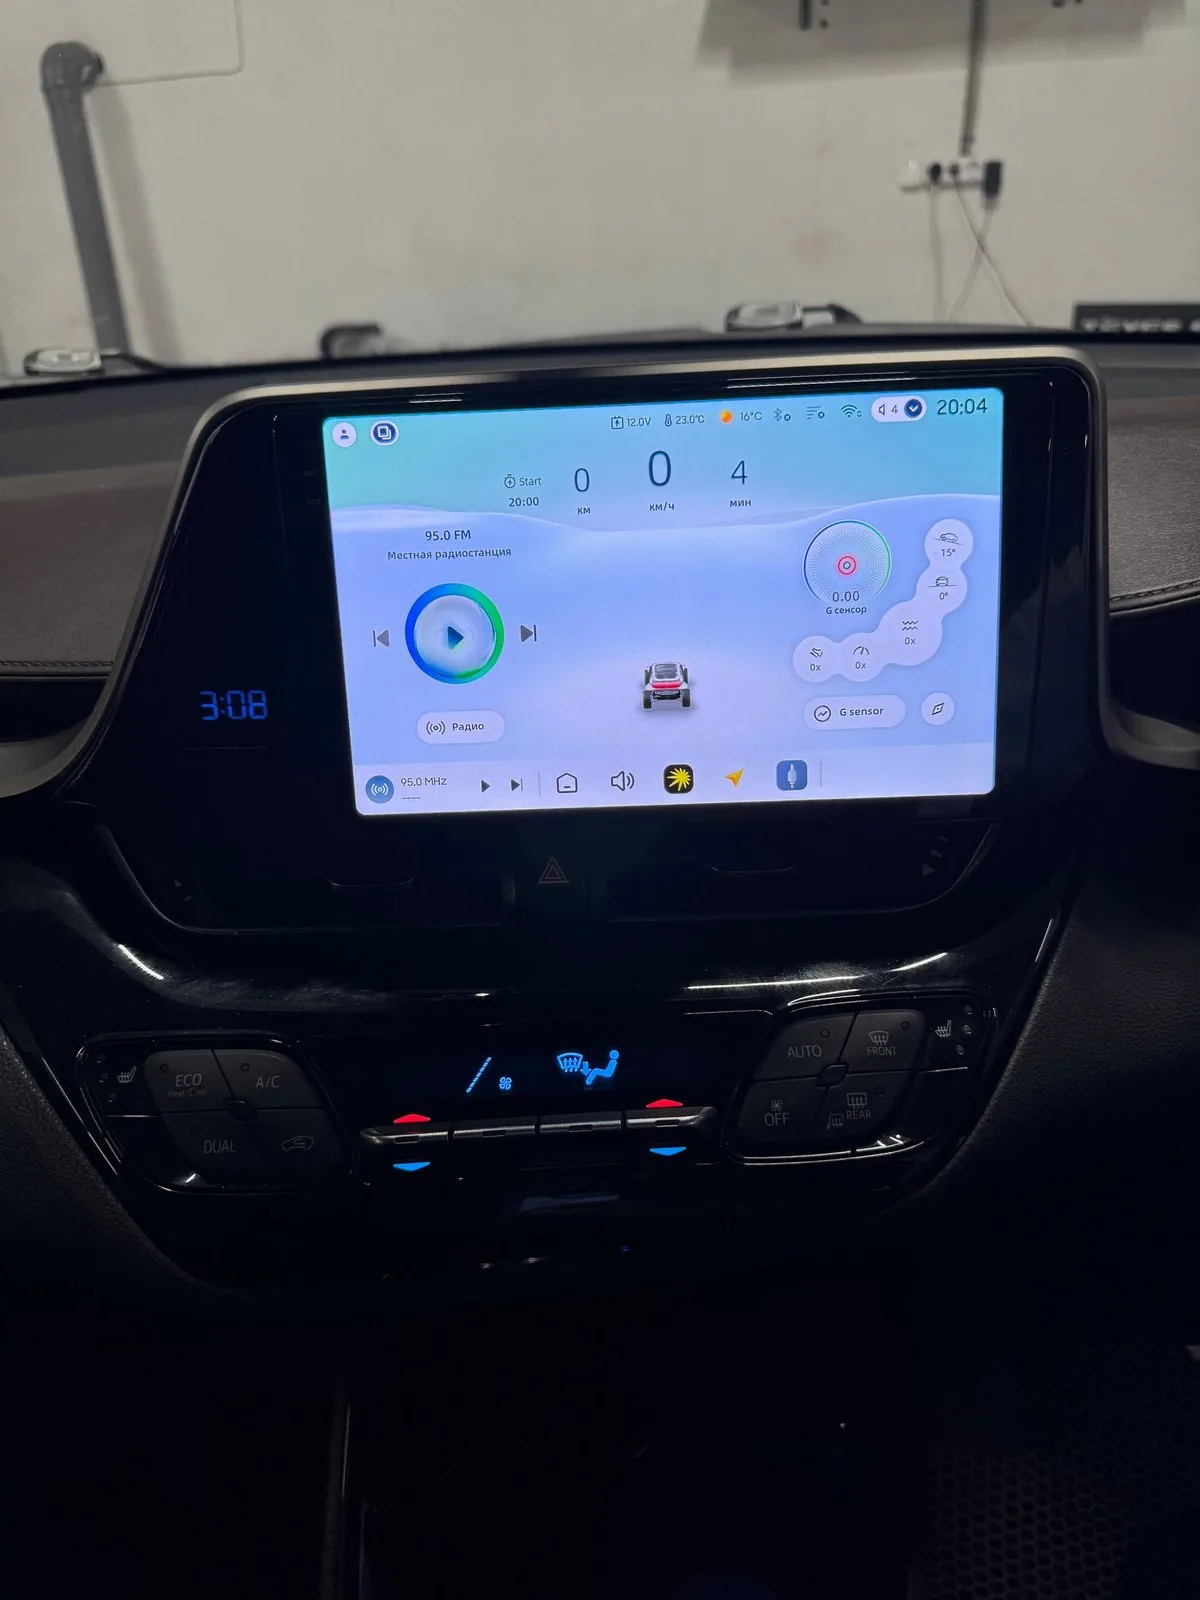 12.0V 23.0°C 16°C 4 20:04
Start 0 0 4
20:00 км км/ч мин
95.0 FM
Местная радиостанция
15°
0°
0.00
G сенсор
0x
0x 0x
Радио
G sensor
95.0 MHz
----
3:08
ECO
Heat/Cool
A/C
DUAL
AUTO
FRONT
OFF
REAR